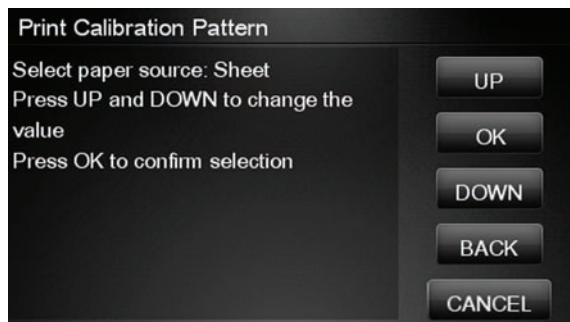 Print Calibration Pattern
Select paper source: Sheet
Press UP and DOWN to change the
value
Press OK to confirm selection
UP
OK
DOWN
BACK
CANCEL